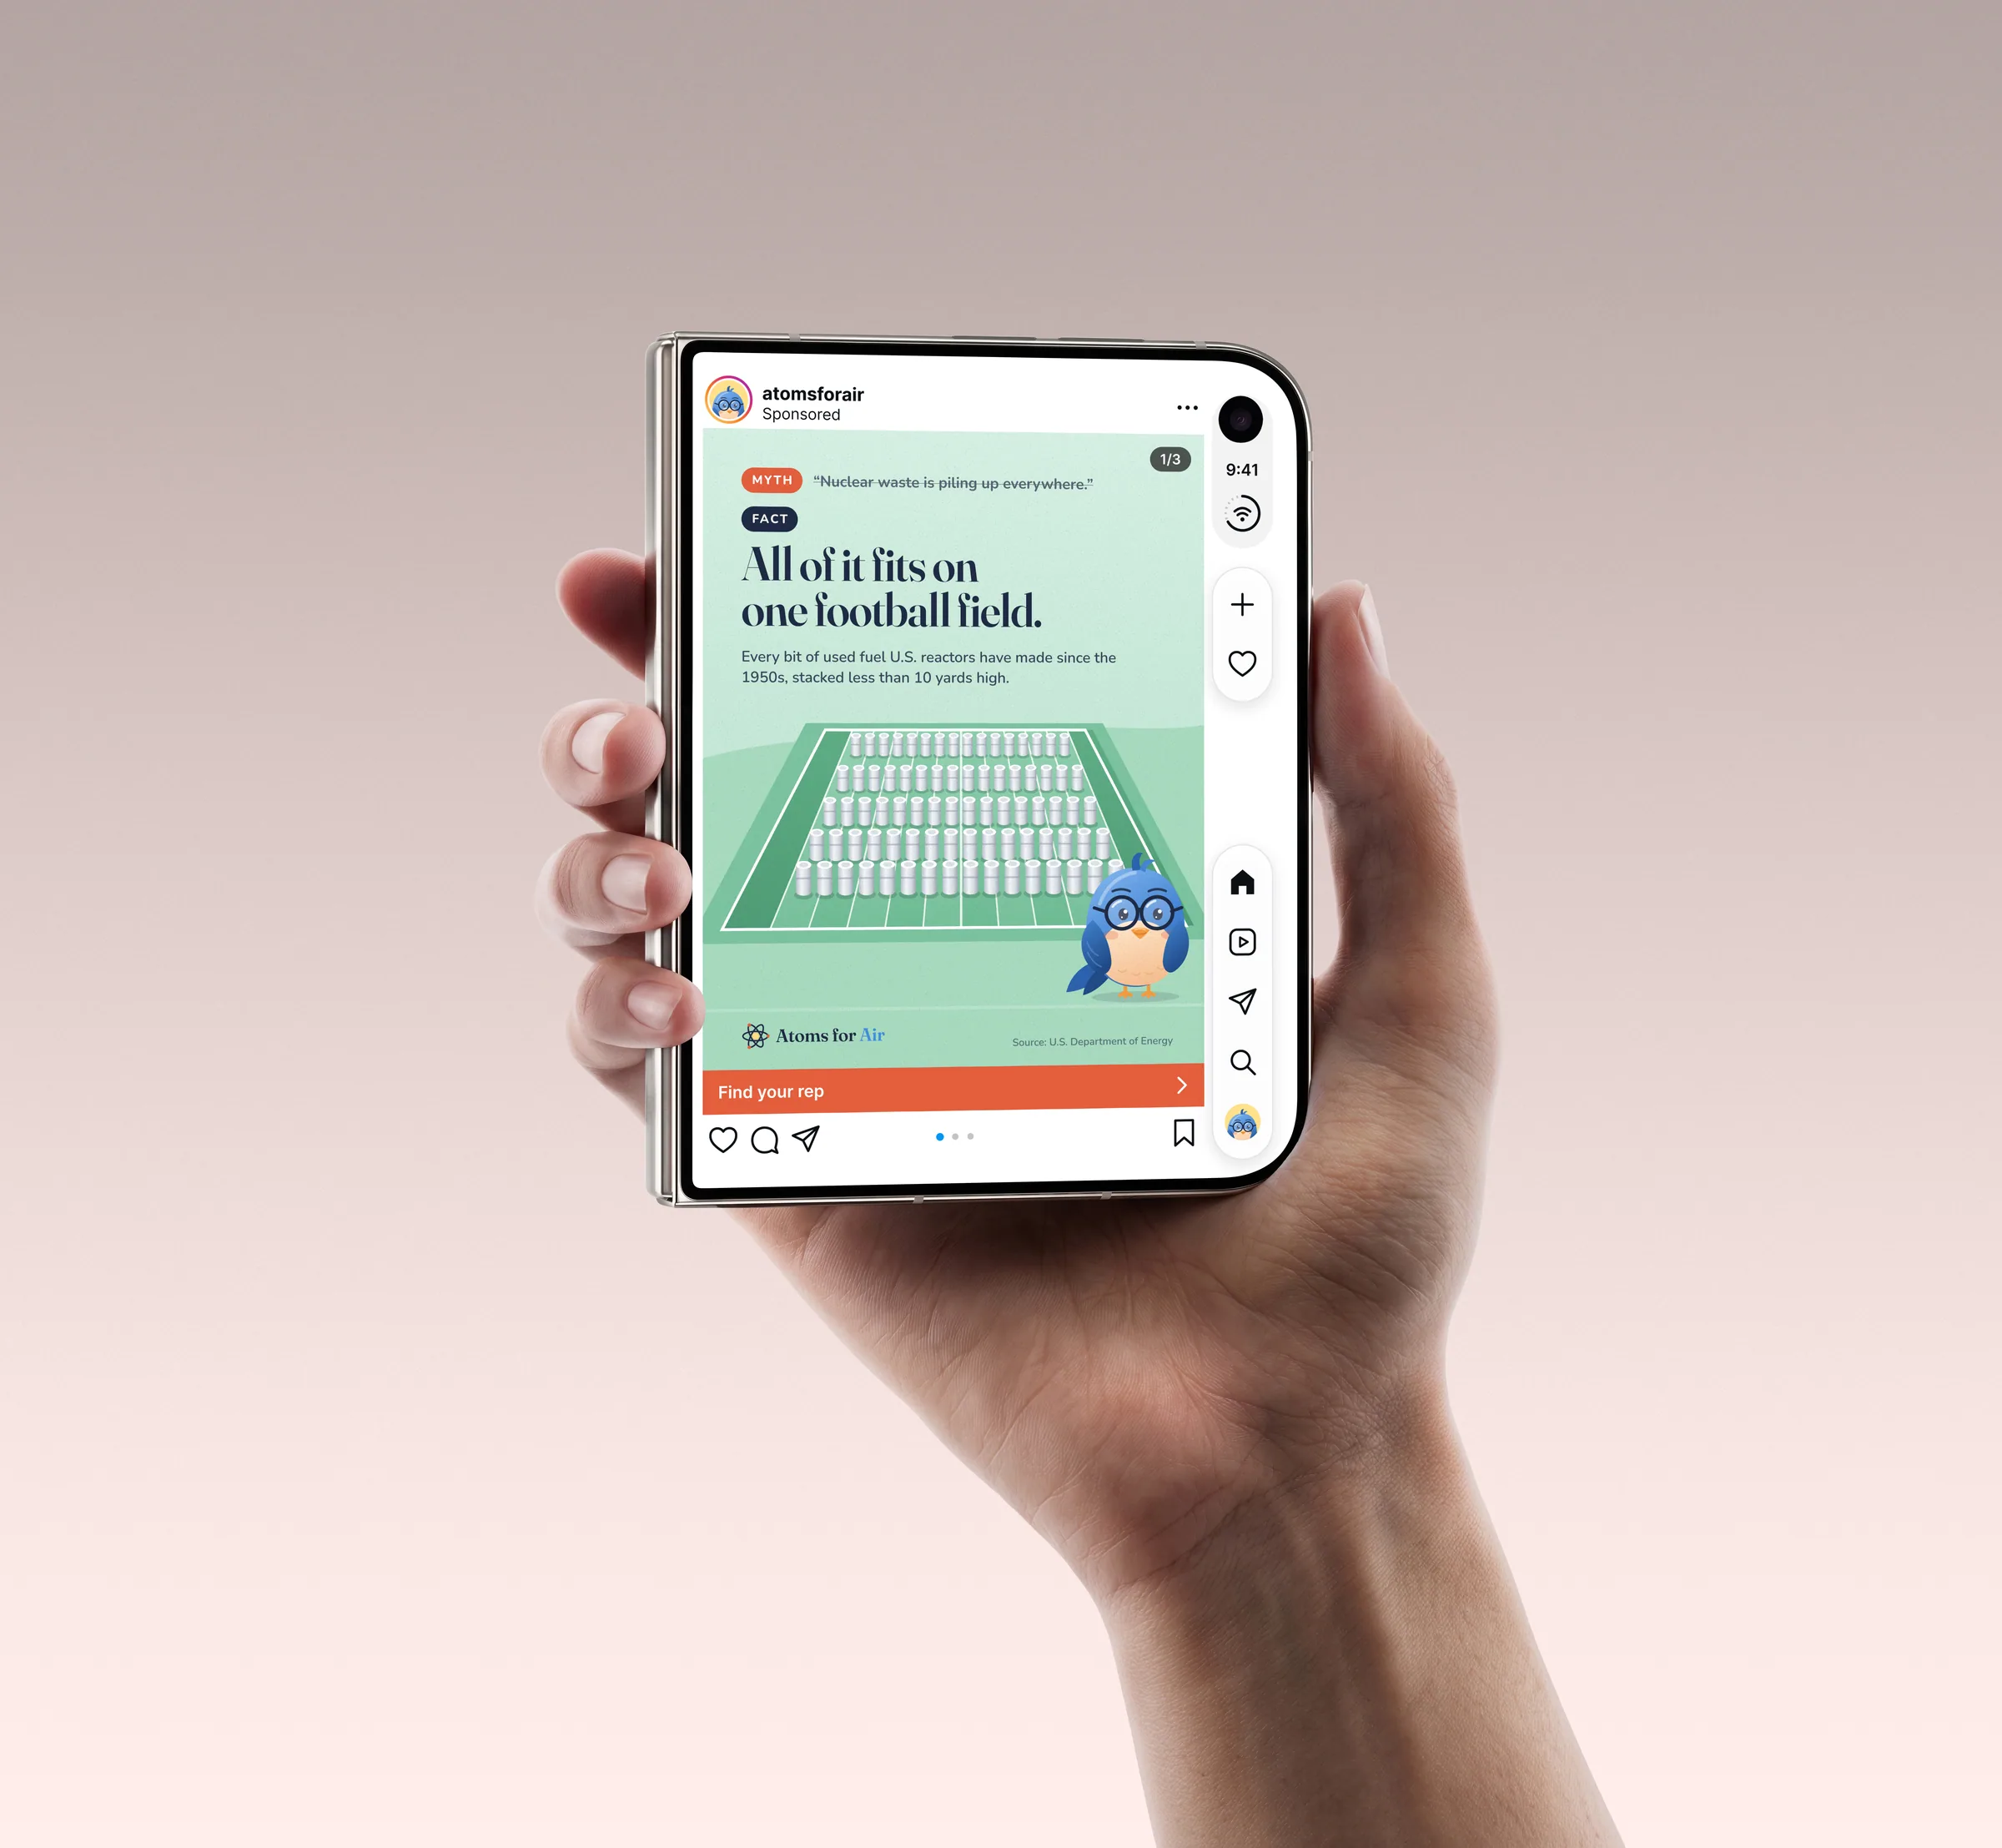 atomsforair
Sponsored
9:41
1/3
MYTH “Nuclear waste is piling up everywhere.”
FACT
All of it fits on
one football field.
Every bit of used fuel U.S. reactors have made since the
1950s, stacked less than 10 yards high.
Atoms for Air
Source: U.S. Department of Energy
Find your rep